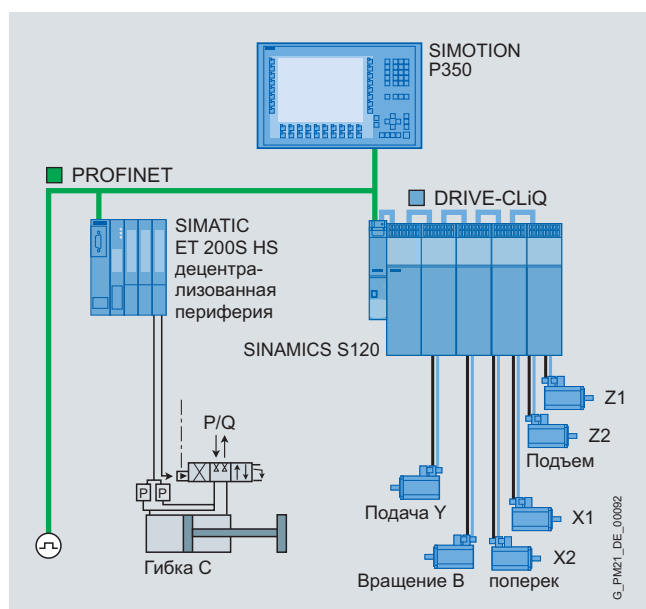 SIMOTION
P350
PROFINET
DRIVE-CLiQ
SIMATIC
ET 200S HS
децентра-
лизованная
периферия
SINAMICS S120
P/Q
P P
Z1
Z2
Подъем
Подача Y
X1
X2
Вращение B поперек
Гибка C
G_PM21_DE_00092